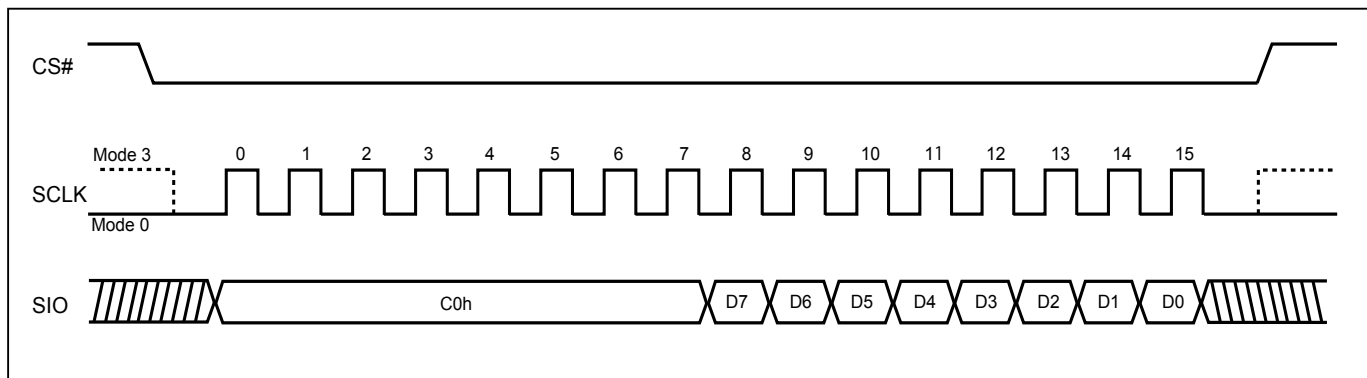 CS#
Mode 3
0 1 2 3 4 5 6 7 8 9 10 11 12 13 14 15
SCLK
Mode 0
SIO
C0h D7 D6 D5 D4 D3 D2 D1 D0